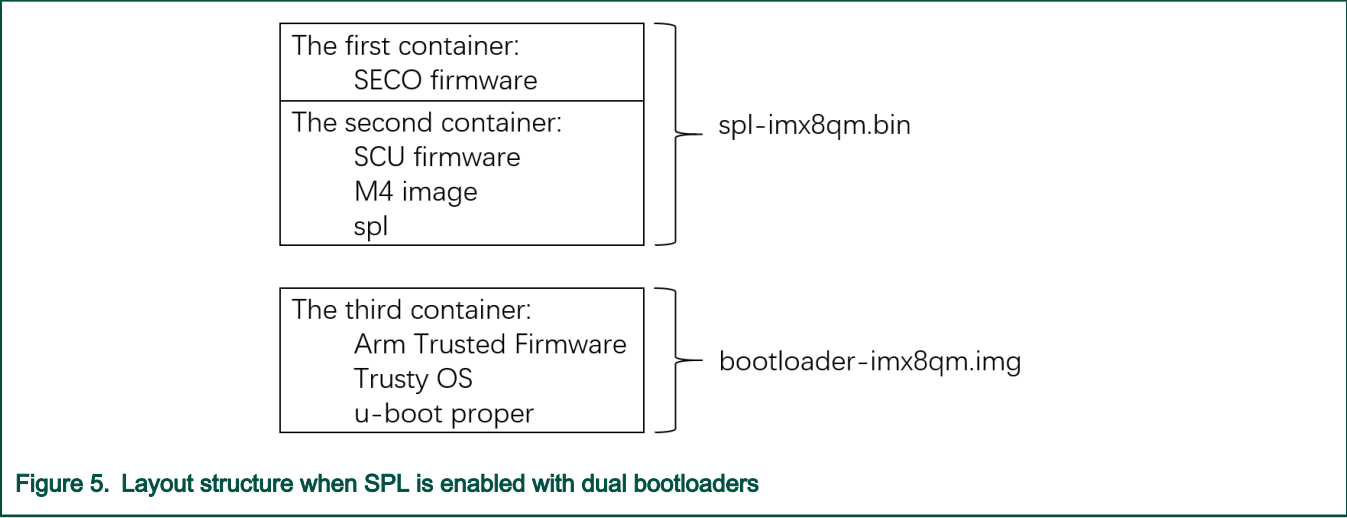 The first container:
SECO firmware
The second container:
SCU firmware
M4 image
spl
spl-imx8qm.bin
The third container:
Arm Trusted Firmware
Trusty OS
u-boot proper
bootloader-imx8qm.img
Figure 5. Layout structure when SPL is enabled with dual bootloaders